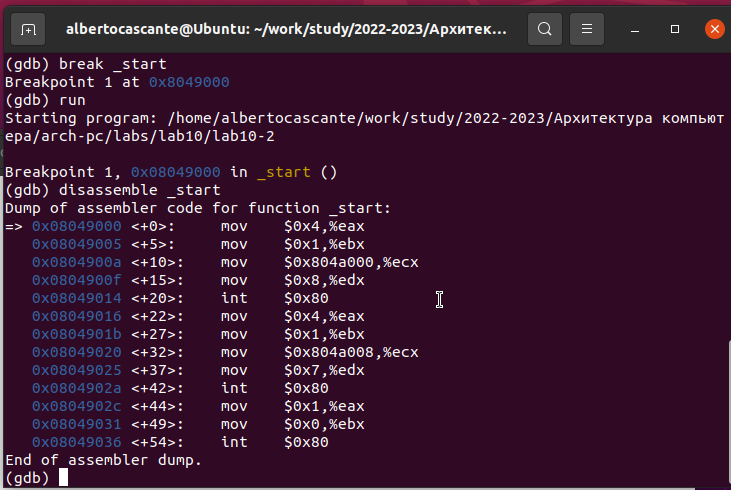 albertocascante@Ubuntu: ~/work/study/2022-2023/Архитек...
(gdb) break _start
Breakpoint 1 at 0x8049000
(gdb) run
Starting program: /home/albertocascante/work/study/2022-2023/Архитектура компьют
ера/arch-pc/labs/lab10/lab10-2
Breakpoint 1, 0x08049000 in _start ()
(gdb) disassemble _start
Dump of assembler code for function _start:
=> 0x08049000 <+0>:     mov    $0x4,%eax
   0x08049005 <+5>:     mov    $0x1,%ebx
   0x0804900a <+10>:    mov    $0x804a000,%ecx
   0x0804900f <+15>:    mov    $0x8,%edx
   0x08049014 <+20>:    int    $0x80
   0x08049016 <+22>:    mov    $0x4,%eax
   0x0804901b <+27>:    mov    $0x1,%ebx
   0x08049020 <+32>:    mov    $0x804a008,%ecx
   0x08049025 <+37>:    mov    $0x7,%edx
   0x0804902a <+42>:    int    $0x80
   0x0804902c <+44>:    mov    $0x1,%eax
   0x08049031 <+49>:    mov    $0x0,%ebx
   0x08049036 <+54>:    int    $0x80
End of assembler dump.
(gdb)